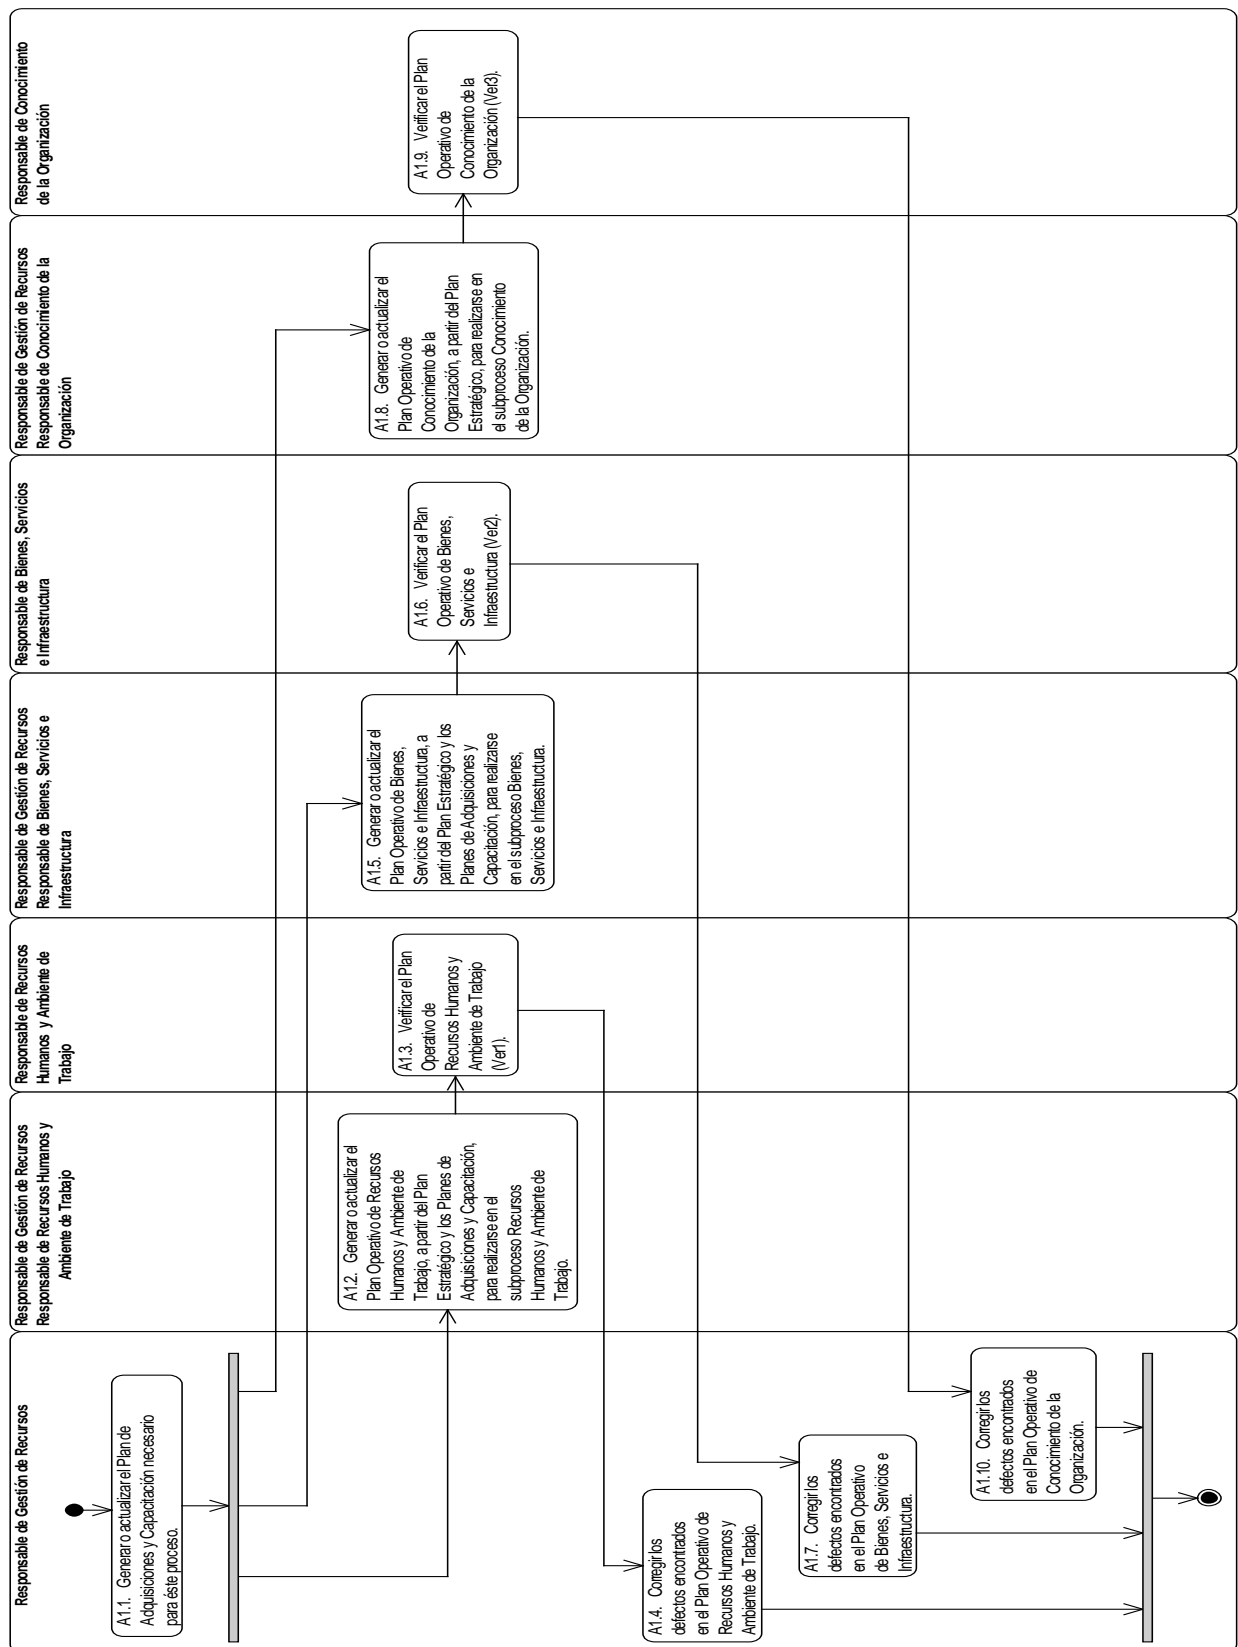 Responsable de Gestión de Recursos
A1.1. Generar o actualizar el Plan de
Adquisiciones y Capacitación necesario
para éste proceso.
A1.4. Corregir los
defectos encontrados
en el Plan Operativo de
Recursos Humanos y
Ambiente de Trabajo.
A1.7. Corregir los
defectos encontrados
en el Plan Operativo
de Bienes, Servicios e
Infraestructura.
A1.10. Corregir los
defectos encontrados
en el Plan Operativo de
Conocimiento de la
Organización.
Responsable de Gestión de Recursos
Responsable de Recursos Humanos y
Ambiente de Trabajo
A1.2. Generar o actualizar el
Plan Operativo de Recursos
Humanos y Ambiente de
Trabajo, a partir del Plan
Estratégico y los Planes de
Adquisiciones y Capacitación,
para realizarse en el
subproceso Recursos
Humanos y Ambiente de
Trabajo.
Responsable de Recursos
Humanos y Ambiente de
Trabajo
A1.3. Verificar el Plan
Operativo de
Recursos Humanos y
Ambiente de Trabajo
(Ver1).
Responsable de Gestión de Recursos
Responsable de Bienes, Servicios e
Infraestructura
A1.5. Generar o actualizar el
Plan Operativo de Bienes,
Servicios e Infraestructura, a
partir del Plan Estratégico y los
Planes de Adquisiciones y
Capacitación, para realizarse
en el subproceso Bienes,
Servicios e Infraestructura.
Responsable de Bienes, Servicios
e Infraestructura
A1.6. Verificar el Plan
Operativo de Bienes,
Servicios e
Infraestructura (Ver2).
Responsable de Gestión de Recursos
Responsable de Conocimiento de la
Organización
A1.8. Generar o actualizar el
Plan Operativo de
Conocimiento de la
Organización, a partir del Plan
Estratégico, para realizarse en
el subproceso Conocimiento
de la Organización.
Responsable de Conocimiento
de la Organización
A1.9. Verificar el Plan
Operativo de
Conocimiento de la
Organización (Ver3).